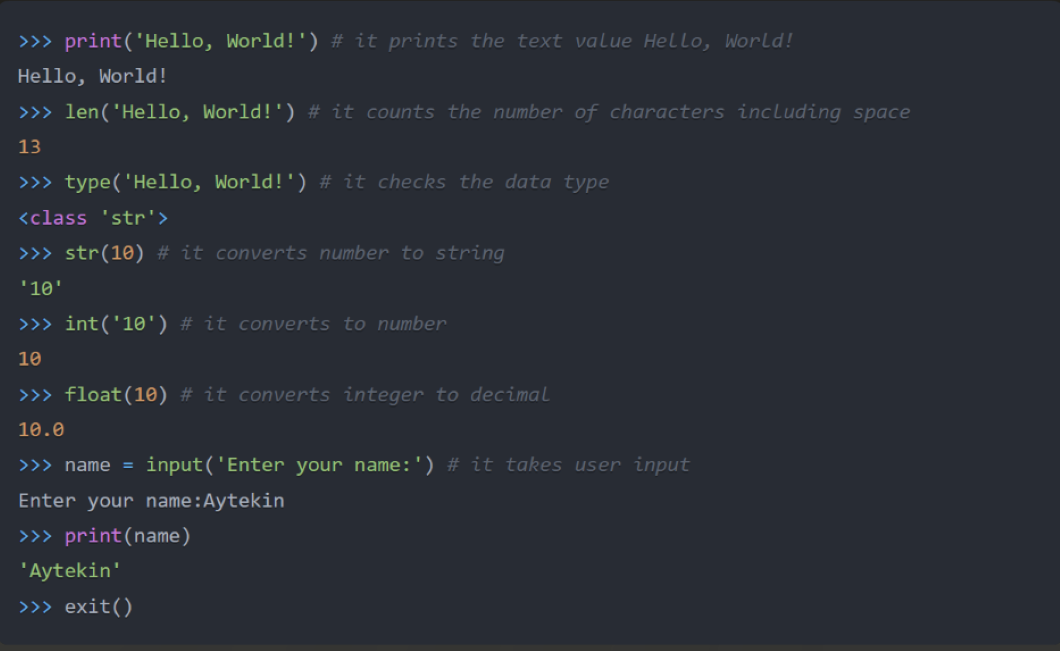 >>> print('Hello, World!') # it prints the text value Hello, World!
Hello, World!
>>> len('Hello, World!') # it counts the number of characters including space
13
>>> type('Hello, World!') # it checks the data type
<class 'str'>
>>> str(10) # it converts number to string
'10'
>>> int('10') # it converts to number
10
>>> float(10) # it converts integer to decimal
10.0
>>> name = input('Enter your name:') # it takes user input
Enter your name:Aytekin
>>> print(name)
'Aytekin'
>>> exit()